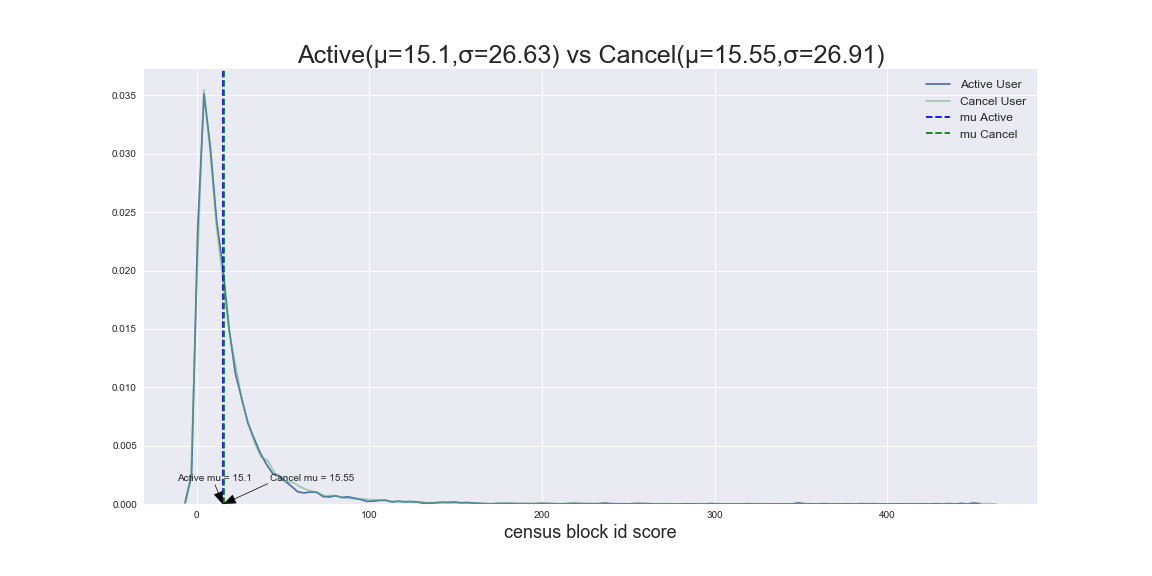 Active(μ=15.1,σ=26.63) vs Cancel(μ=15.55,σ=26.91)
Active User
Cancel User
mu Active
mu Cancel
0.035
0.030
0.025
0.020
0.015
0.010
0.005
0.000
Active mu = 15.1
Cancel mu = 15.55
0
100
200
300
400
census block id score